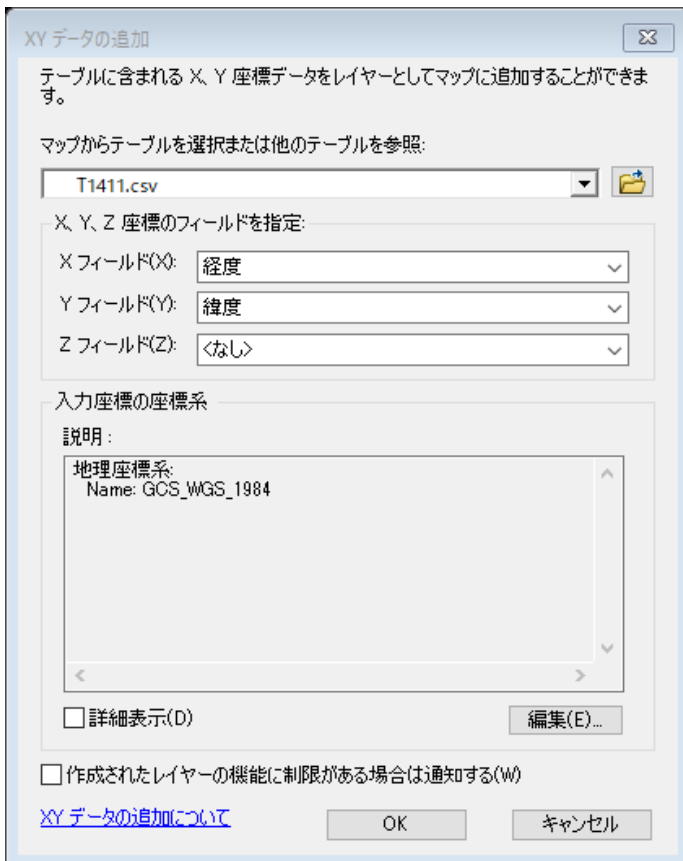 XY データの追加
テーブルに含まれる X、Y 座標データをレイヤーとしてマップに追加することができま
す。
マップからテーブルを選択または他のテーブルを参照:
T1411.csv
X、Y、Z 座標のフィールドを指定:
X フィールド(X): 経度
Y フィールド(Y): 緯度
Z フィールド(Z): <なし>
入力座標の座標系
説明:
地理座標系:
Name: GCS_WGS_1984
詳細表示(D) 編集(E)...
作成されたレイヤーの機能に制限がある場合は通知する(W)
XY データの追加について OK キャンセル